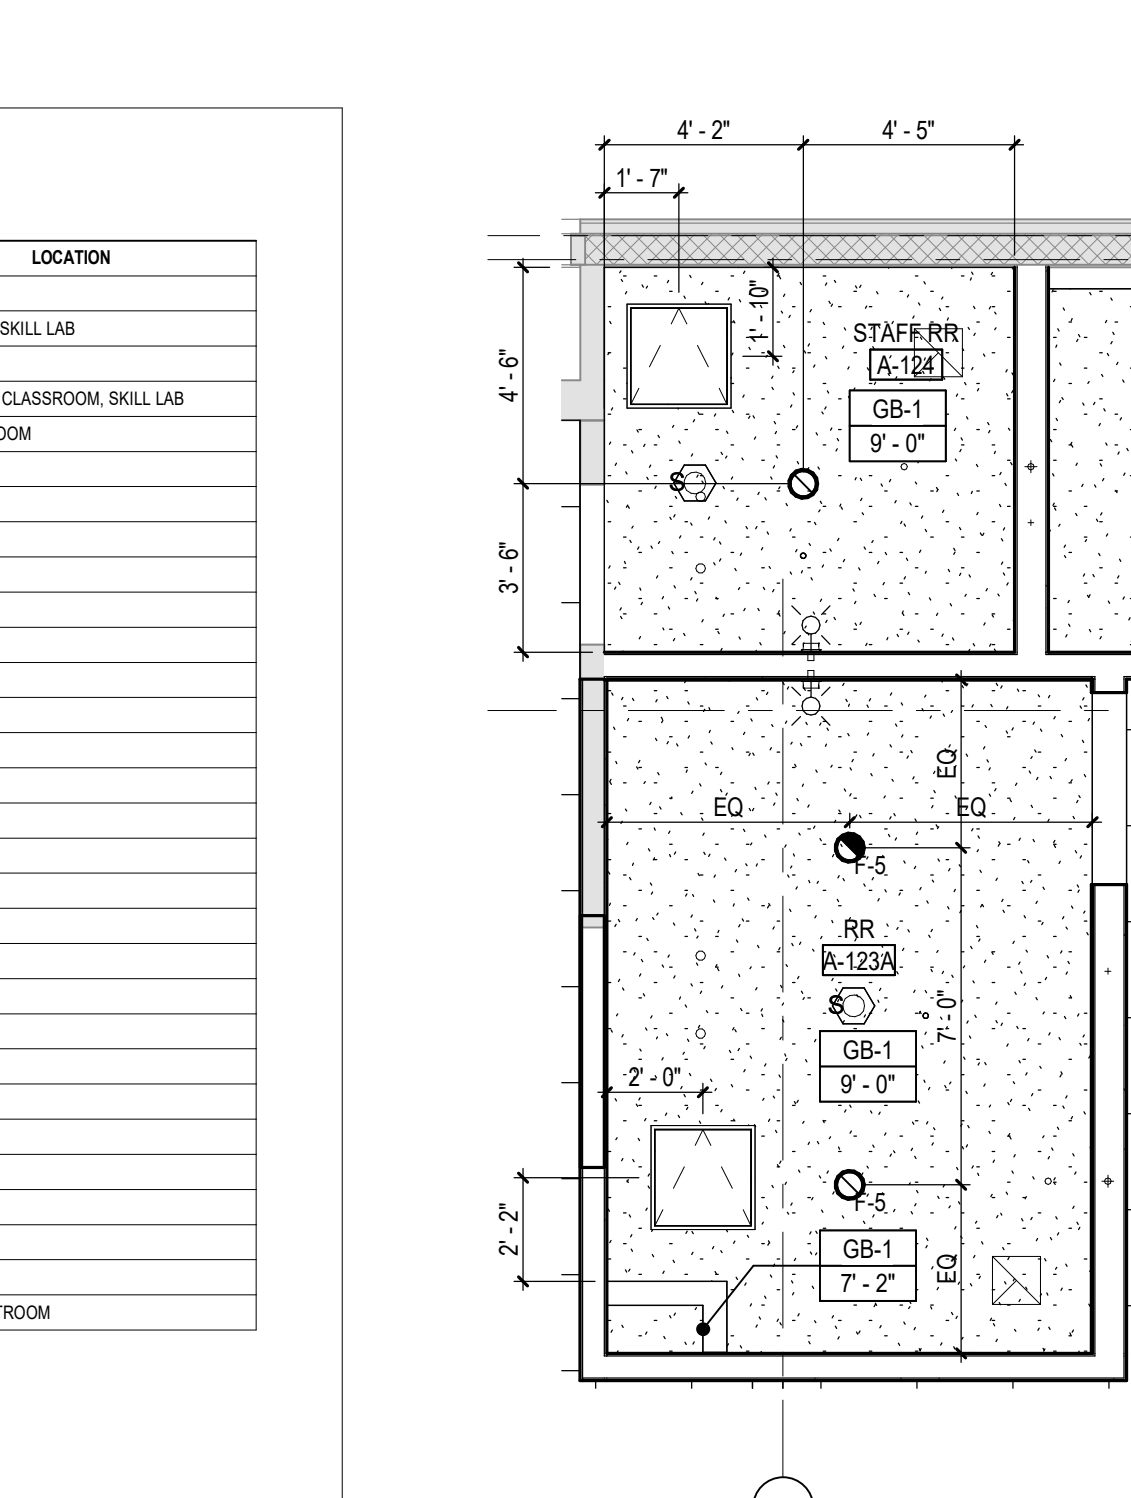 LOCATION
SKILL LAB
CLASSROOM, SKILL LAB
OOM
TROOM
4' - 2"
4' - 5"
1' - 7"
1' - 10"
4' - 6"
3' - 6"
STAFF RR
A-124
GB-1
9' - 0"
S
EQ
EQ
EQ
F-5
RR
A-123A
S
7' - 0"
GB-1
9' - 0"
2' - 0"
F-5
2' - 2"
GB-1
7' - 2"
EQ